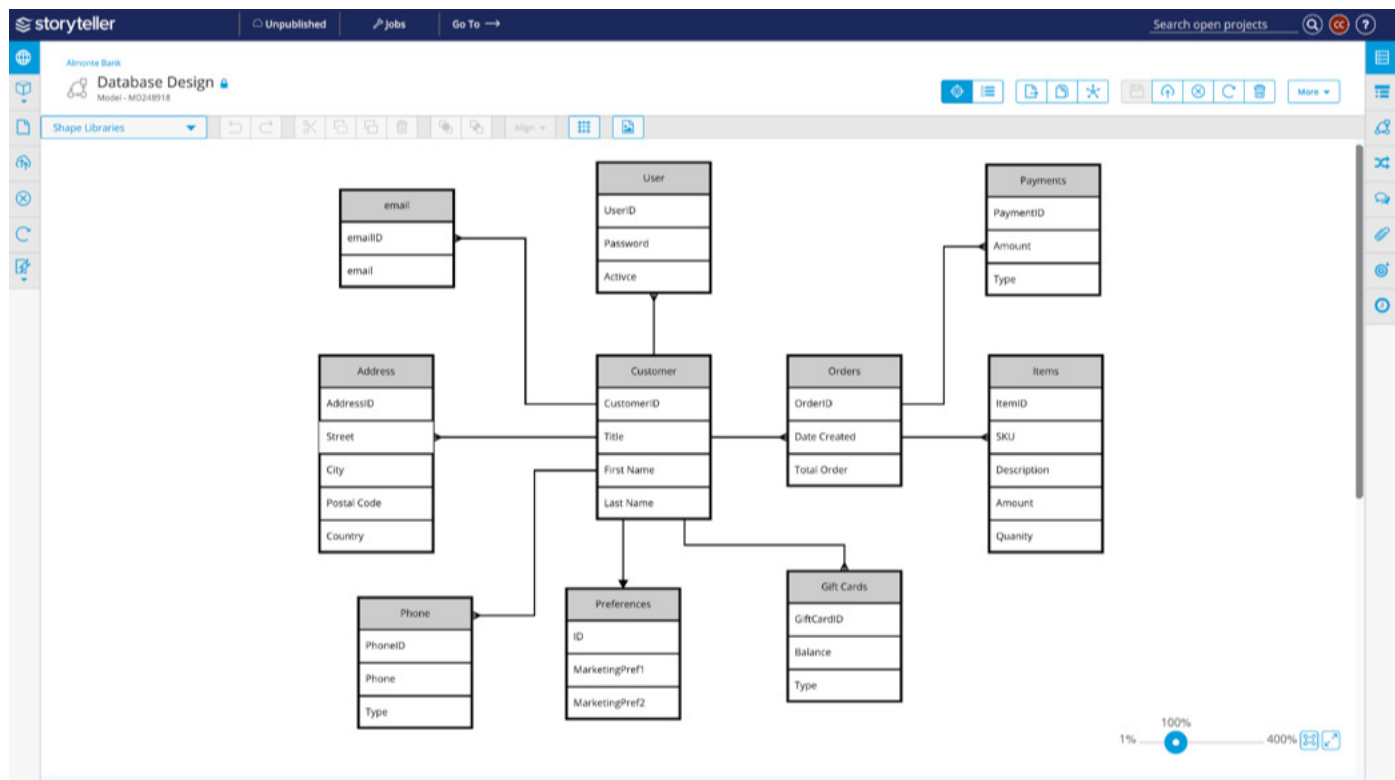 storyteller
Unpublished
Jobs
Go To
Search open projects
CC
?
Almonte Bank
Database Design
Model - MD248918
More
Shape Libraries
Align
email
emailID
email
User
UserID
Password
Activce
Payments
PaymentID
Amount
Type
Address
AddressID
Street
City
Postal Code
Country
Customer
CustomerID
Title
First Name
Last Name
Orders
OrderID
Date Created
Total Order
Items
ItemID
SKU
Description
Amount
Quanity
Phone
PhoneID
Phone
Type
Preferences
ID
MarketingPref1
MarketingPref2
Gift Cards
GiftCardID
Balance
Type
100%
1%
400%